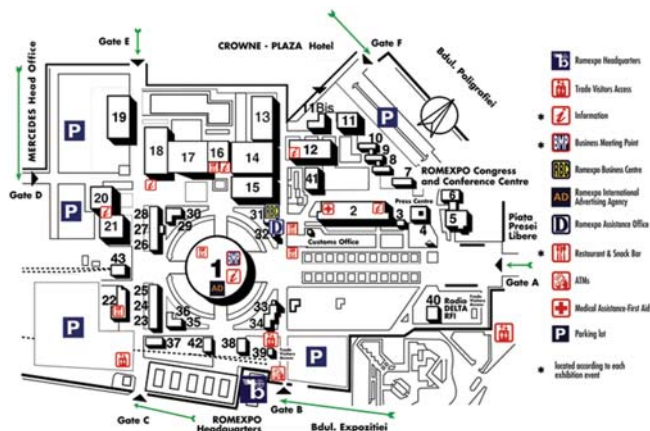 Gate E
CROWNE - PLAZA Hotel
Gate F
Bdul. Poligrafiei
MERCEDES Head Office
P
P
19
18
17
16
13
14
15
11Bis
11
12
10
9
8
7
41
ROMEXPO Congress
and Conference Centre
Press Centre
6
5
4
3
2
Piața
Presei
Libere
Gate D
P
20
21
28
27
26
30
29
31
32
Customs Office
1
AD
43
22
25
24
23
36
35
33
34
37
42
38
39
40
Radio
DELTA
RFI
Gate A
P
P
Trade
Visitors
Access
Gate C
ROMEXPO
Headquarters
Gate B
Bdul. Expozitiei
Romexpo Headquarters
Trade Visitors Access
* i Information
* Business Meeting Point
Romexpo Business Centre
AD Romexpo International
Advertising Agency
D Romexpo Assistance Office
* Restaurant & Snack Bar
ATMs
Medical Assistance-First Aid
P Parking lot
* located according to each
exhibition event